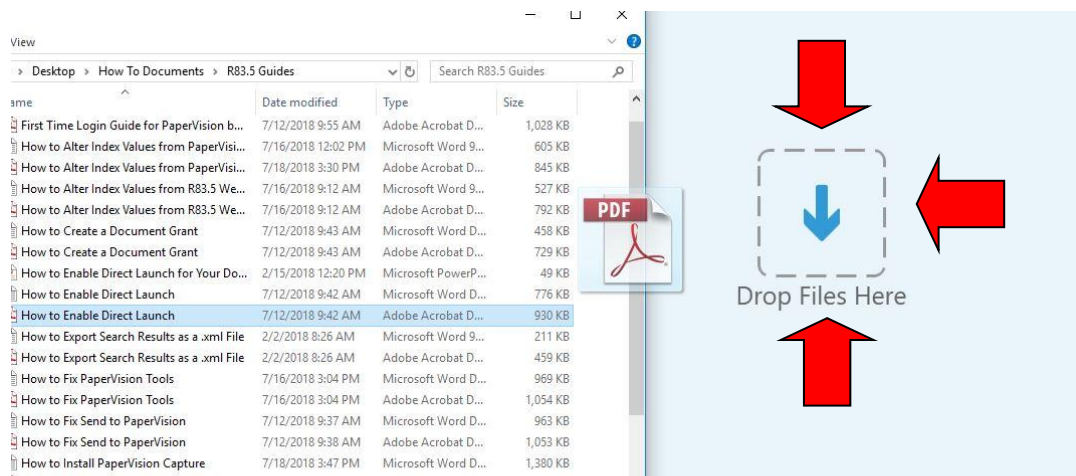 View
> Desktop > How To Documents > R83.5 Guides Search R83.5 Guides
ame Date modified Type Size
First Time Login Guide for PaperVision b... 7/12/2018 9:55 AM Adobe Acrobat D... 1,028 KB
How to Alter Index Values from PaperVisi... 7/16/2018 12:02 PM Microsoft Word 9... 605 KB
How to Alter Index Values from PaperVisi... 7/18/2018 3:30 PM Adobe Acrobat D... 845 KB
How to Alter Index Values from R83.5 We... 7/16/2018 9:12 AM Microsoft Word 9... 527 KB
How to Alter Index Values from R83.5 We... 7/16/2018 9:12 AM Adobe Acrobat D... 792 KB
How to Create a Document Grant 7/12/2018 9:43 AM Microsoft Word D... 458 KB
How to Create a Document Grant 7/12/2018 9:43 AM Adobe Acrobat D... 729 KB
How to Enable Direct Launch for Your Do... 2/15/2018 12:20 PM Microsoft PowerP... 49 KB
How to Enable Direct Launch 7/12/2018 9:42 AM Microsoft Word D... 776 KB
How to Enable Direct Launch 7/12/2018 9:42 AM Adobe Acrobat D... 930 KB
How to Export Search Results as a .xml File 2/2/2018 8:26 AM Microsoft Word 9... 211 KB
How to Export Search Results as a .xml File 2/2/2018 8:26 AM Adobe Acrobat D... 459 KB
How to Fix PaperVision Tools 7/16/2018 3:04 PM Microsoft Word D... 969 KB
How to Fix PaperVision Tools 7/16/2018 3:04 PM Adobe Acrobat D... 1,054 KB
How to Fix Send to PaperVision 7/12/2018 9:37 AM Microsoft Word D... 963 KB
How to Fix Send to PaperVision 7/12/2018 9:38 AM Adobe Acrobat D... 1,053 KB
How to Install PaperVision Capture 7/18/2018 3:47 PM Microsoft Word D... 1,380 KB
PDF
Drop Files Here